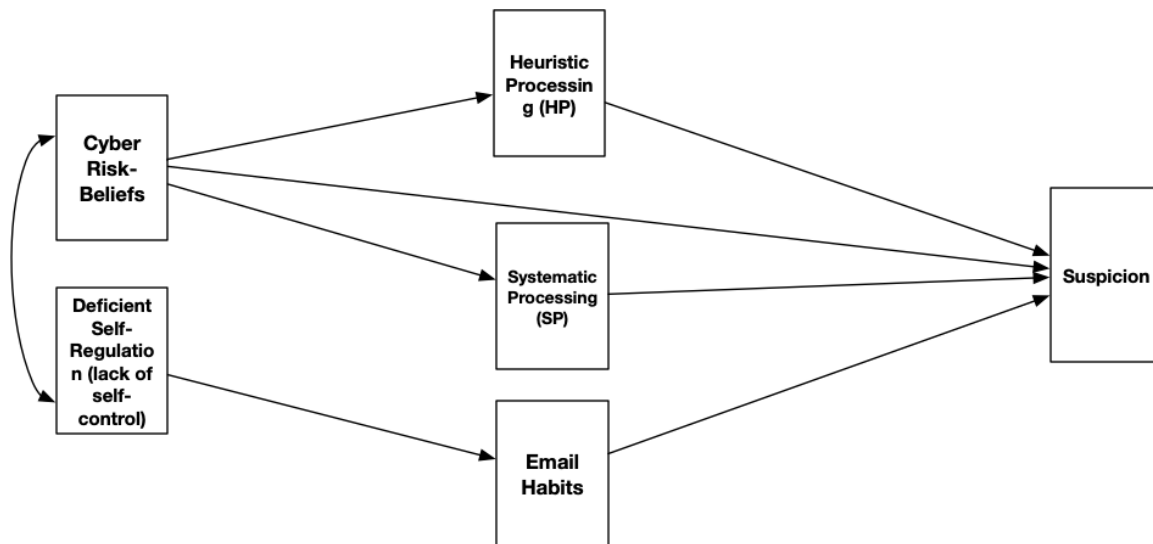 Heuristic
Processin
g (HP)
Cyber
Risk-
Beliefs
Systematic
Processing
(SP)
Suspicion
Deficient
Self-
Regulatio
n (lack of
self-
control)
Email
Habits